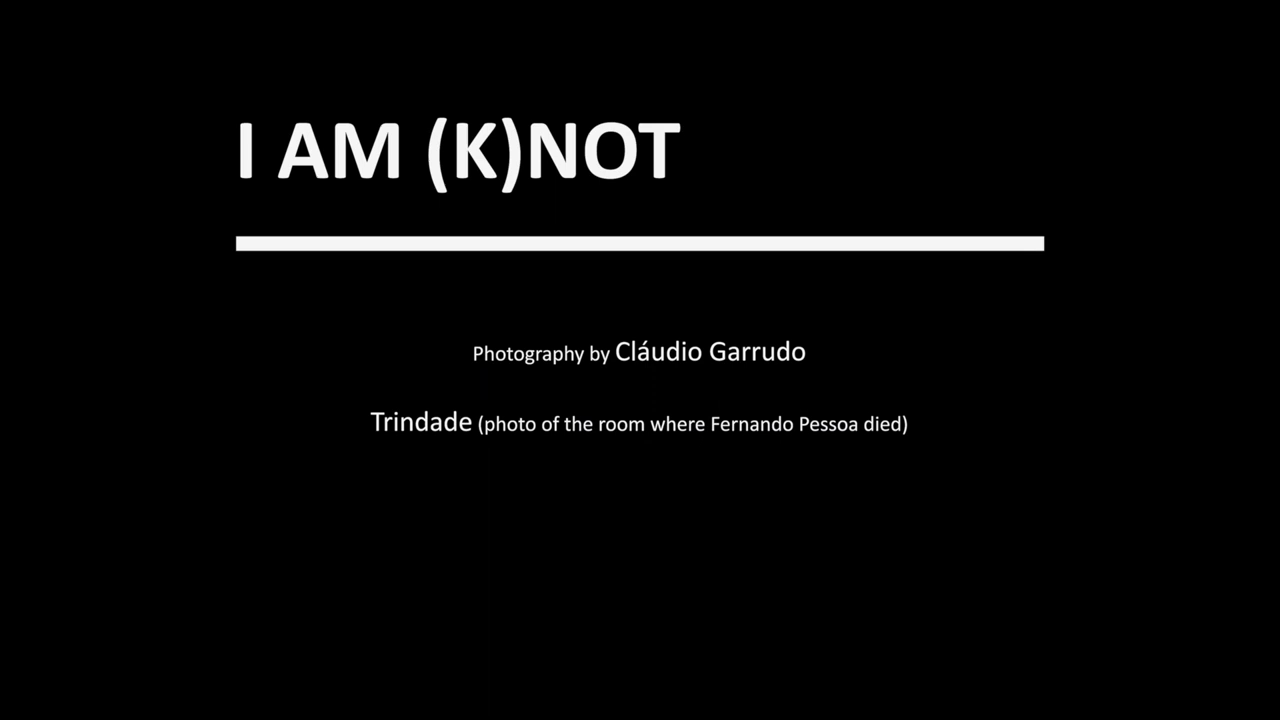 I AM (K)NOT
Photography by Cláudio Garrudo
Trindade (photo of the room where Fernando Pessoa died)